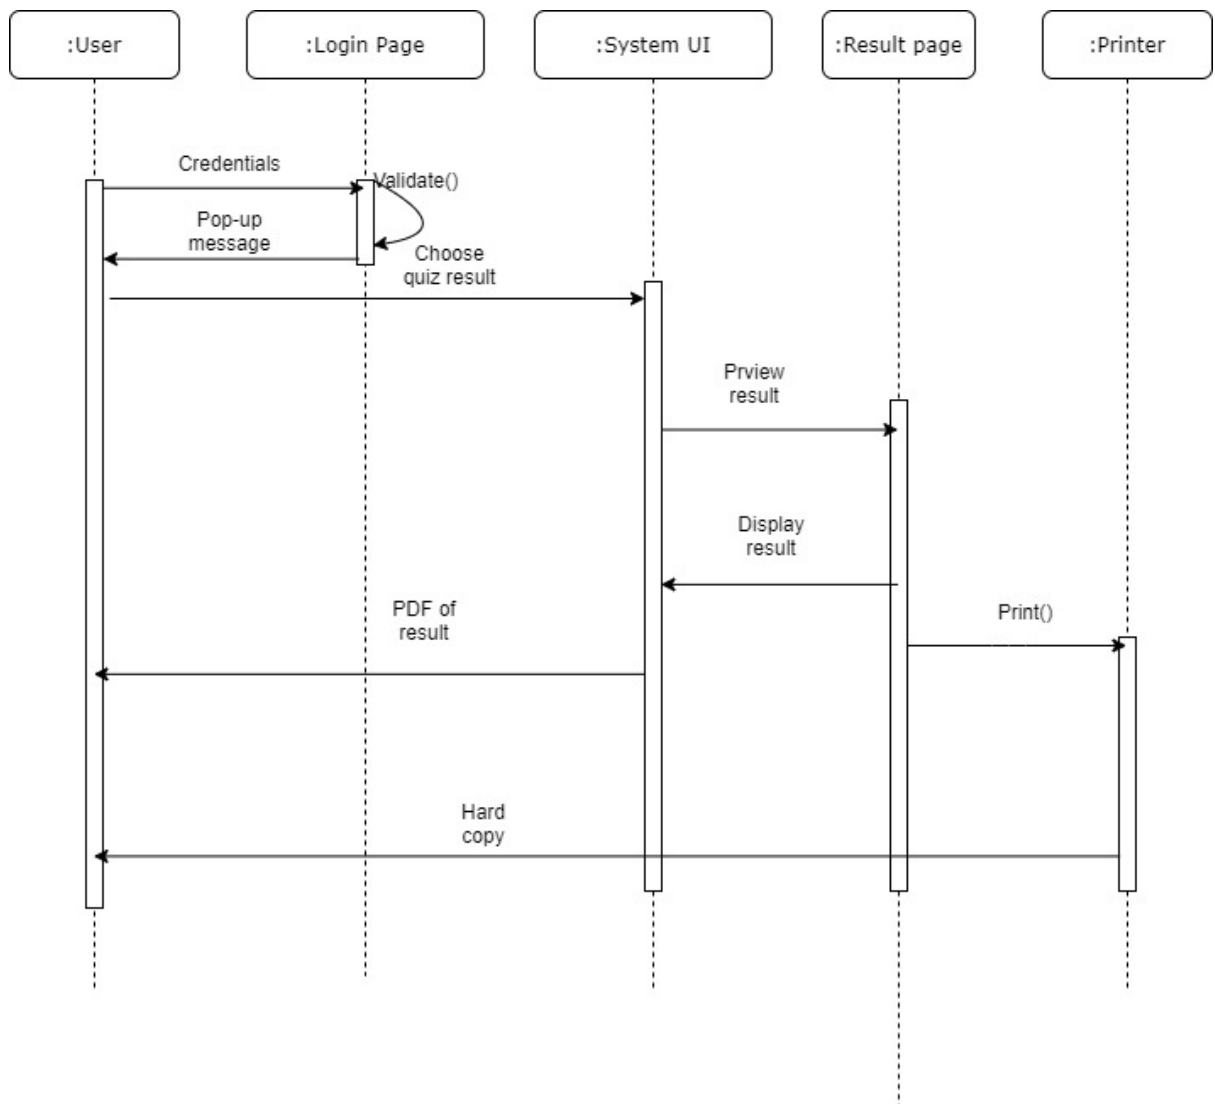 :User
:Login Page
:System UI
:Result page
:Printer
Credentials
Validate()
Pop-up
message
Choose
quiz result
Prview
result
Display
result
PDF of
result
Print()
Hard
copy